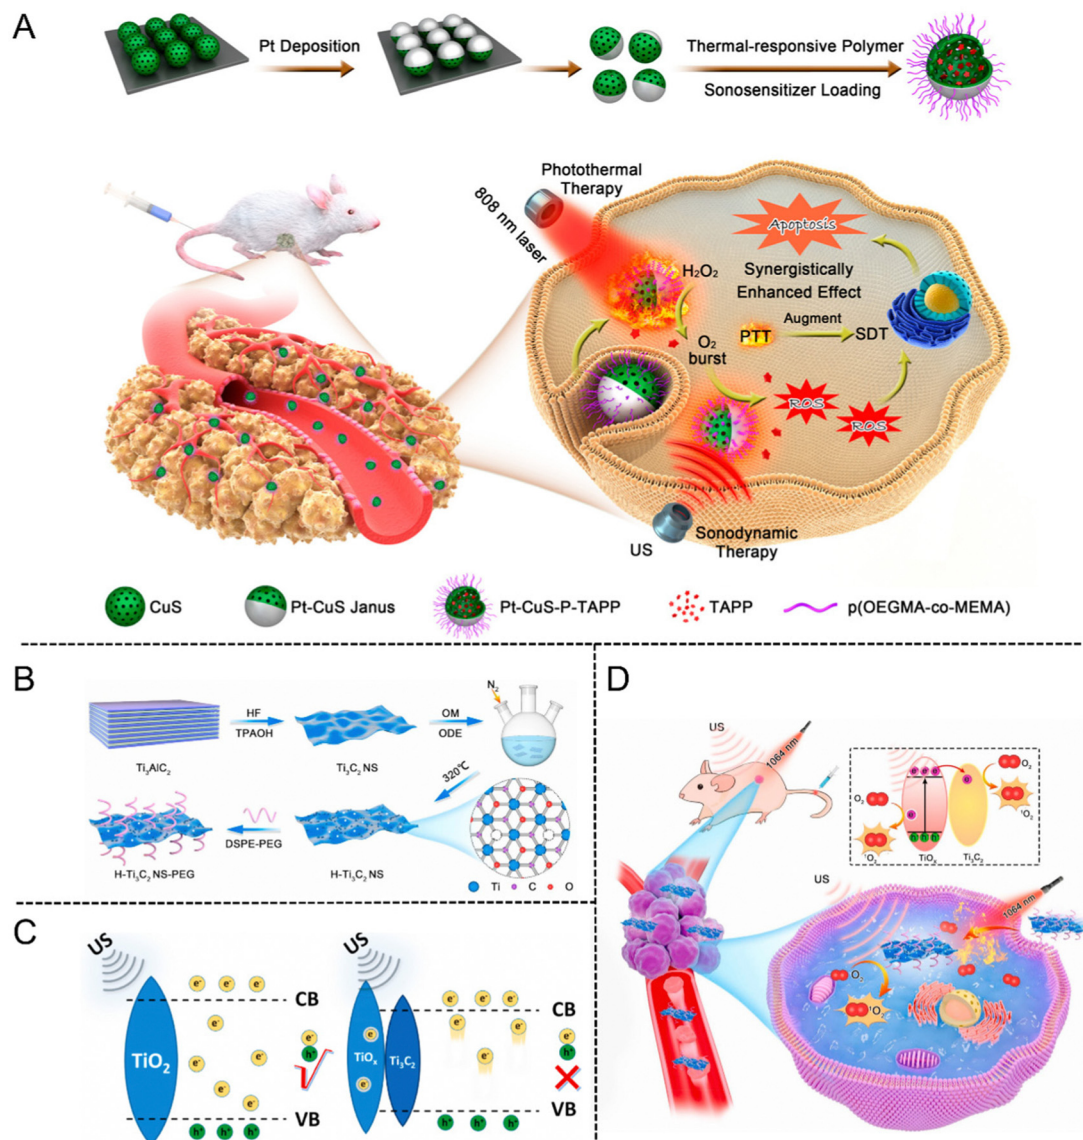 A
Pt Deposition
Thermal-responsive Polymer
Sonosensitizer Loading
Photothermal
Therapy
808 nm laser
H₂O₂
O₂
burst
Apoptosis
Synergistically
Enhanced Effect
PTT
Augment
SDT
ROS
ROS
US
Sonodynamic
Therapy
CuS
Pt-CuS Janus
Pt-CuS-P-TAPP
TAPP
p(OEGMA-co-MEMA)
B
Ti₃AlC₂
HF
TPAOH
Ti₃C₂ NS
OM
ODE
N₂
320℃
H-Ti₃C₂ NS
DSPE-PEG
H-Ti₃C₂ NS-PEG
Ti
C
O
C
US
TiO₂
e⁻ e⁻ e⁻
e⁻
e⁻
e⁻
e⁻
e⁻
CB
VB
h⁺ h⁺ h⁺
e⁻
h⁺
US
TiOₓ
Ti₃C₂
e⁻
e⁻
e⁻ e⁻ e⁻
e⁻ e⁻
e⁻
CB
VB
h⁺ h⁺ h⁺
e⁻
h⁺
D
US
1064 nm
O₂
O₂
¹O₂
¹O₂
TiOₓ
Ti₃C₂
US
1064 nm
O₂
¹O₂